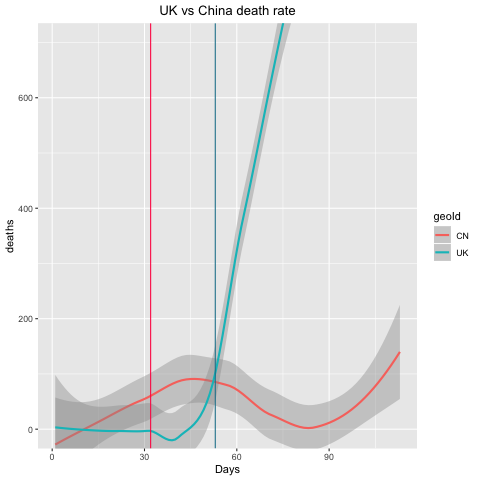 UK vs China death rate
deaths
600
400
200
0
0
30
60
90
Days
geoId
CN
UK